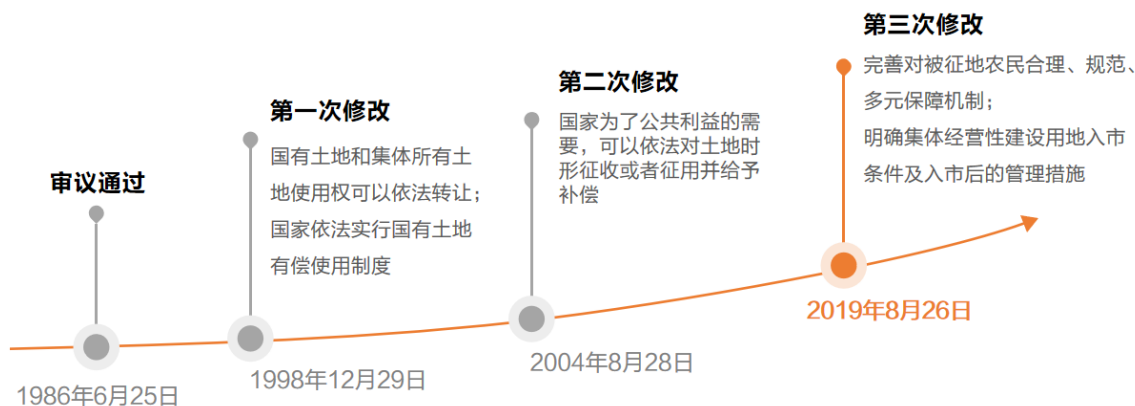 审议通过
1986年6月25日
第一次修改
国有土地和集体所有土
地使用权可以依法转让；
国家依法实行国有土地
有偿使用制度
1998年12月29日
第二次修改
国家为了公共利益的需
要，可以依法对土地时
形征收或者征用并给予
补偿
2004年8月28日
第三次修改
完善对被征地农民合理、规范、
多元保障机制；
明确集体经营性建设用地入市
条件及入市后的管理措施
2019年8月26日